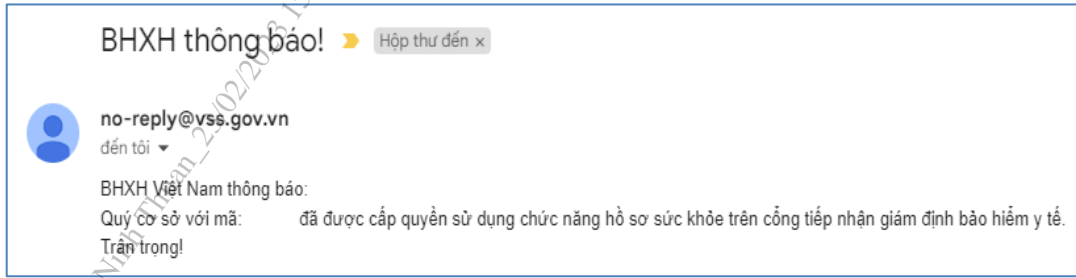 BHXH thông báo! Hộp thư đến ×
no-reply@vss.gov.vn
đến tôi
BHXH Việt Nam thông báo:
Quý cơ sở với mã: đã được cấp quyền sử dụng chức năng hồ sơ sức khỏe trên cổng tiếp nhận giám định bảo hiểm y tế.
Trân trọng!